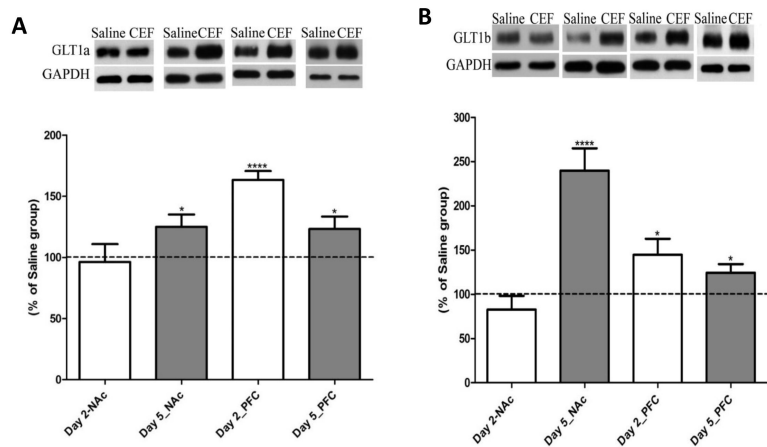 A
Saline CEF SalineCEF Saline CEF Saline CEF
GLT1a
GAPDH
(% of Saline group)
200
150
100
50
0
*
****
*
Day 2-NAc
Day 5_NAc
Day 2_PFC
Day 5_PFC
B
Saline CEF Saline CEF Saline CEF Saline CEF
GLT1b
GAPDH
(% of Saline group)
300
250
200
150
100
50
0
****
*
*
Day 2-NAc
Day 5_NAc
Day 2_PFC
Day 5_PFC